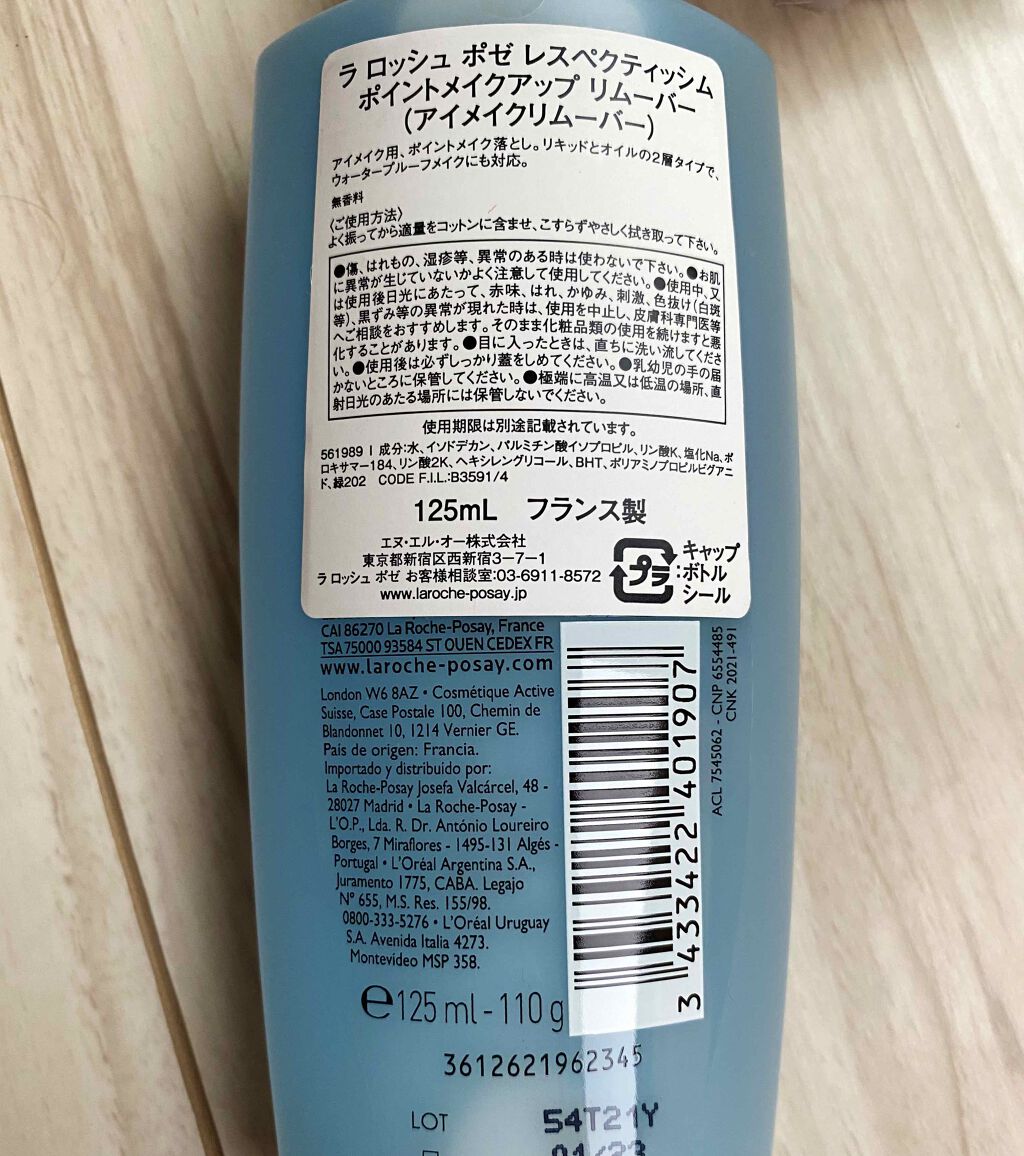 ラ ロッシュ ポゼ レスペクティッシム
ポイントメイクアップ リムーバー
(アイメイクリムーバー)
アイメイク用、ポイントメイク落とし。リキッドとオイルの2層タイプで、
ウォータープルーフメイクにも対応。
無香料
〈ご使用方法〉
よく振ってから適量をコットンに含ませ、こすらずやさしく拭き取って下さい。
●傷、はれもの、湿疹等、異常のある時は使わないで下さい。●お肌
に異常が生じていないかよく注意して使用してください。●使用中、又
は使用後日光にあたって、赤味、はれ、かゆみ、刺激、色抜け(白斑
等)、黒ずみ等の異常が現れた時は、使用を中止し、皮膚科専門医等
へご相談をおすすめします。そのまま化粧品類の使用を続けますと悪
化することがあります。●目に入ったときは、直ちに洗い流してくださ
い。●使用後は必ずしっかり蓋をしめてください。●乳幼児の手の届
かないところに保管してください。●極端に高温又は低温の場所、直
射日光のあたる場所には保管しないでください。
使用期限は別途記載されています。
561989 I 成分:水、イソドデカン、パルミチン酸イソプロピル、リン酸K、塩化Na、ポ
ロキサマー184、リン酸2K、ヘキシレングリコール、BHT、ポリアミノプロピルビグアニ
ド、緑202 CODE F.I.L.:B3591/4
125mL フランス製
エヌ・エル・オー株式会社
東京都新宿区西新宿3-7-1
ラ ロッシュ ポゼ お客様相談室:03-6911-8572
www.laroche-posay.jp
プラ
キャップ
:ボトル
シール
CAI 86270 La Roche-Posay, France
TSA 75000 93584 ST OUEN CEDEX FR
www.laroche-posay.com
London W6 8AZ • Cosmétique Active
Suisse, Case Postale 100, Chemin de
Blandonnet 10, 1214 Vernier GE.
País de origen: Francia.
Importado y distribuido por:
La Roche-Posay Josefa Valcárcel, 48 -
28027 Madrid • La Roche-Posay -
L'O.P., Lda. R. Dr. António Loureiro
Borges, 7 Miraflores - 1495-131 Algés -
Portugal • L'Oréal Argentina S.A.,
Juramento 1775, CABA. Legajo
N° 655, M.S. Res. 155/98.
0800-333-5276 • L'Oréal Uruguay
S.A. Avenida Italia 4273.
Montevideo MSP 358.
3 433422 401907
ACL 7545062 - CNP 6554485
CNK 2021-491
℮125 ml - 110 g
3612621962345
LOT 54T21Y